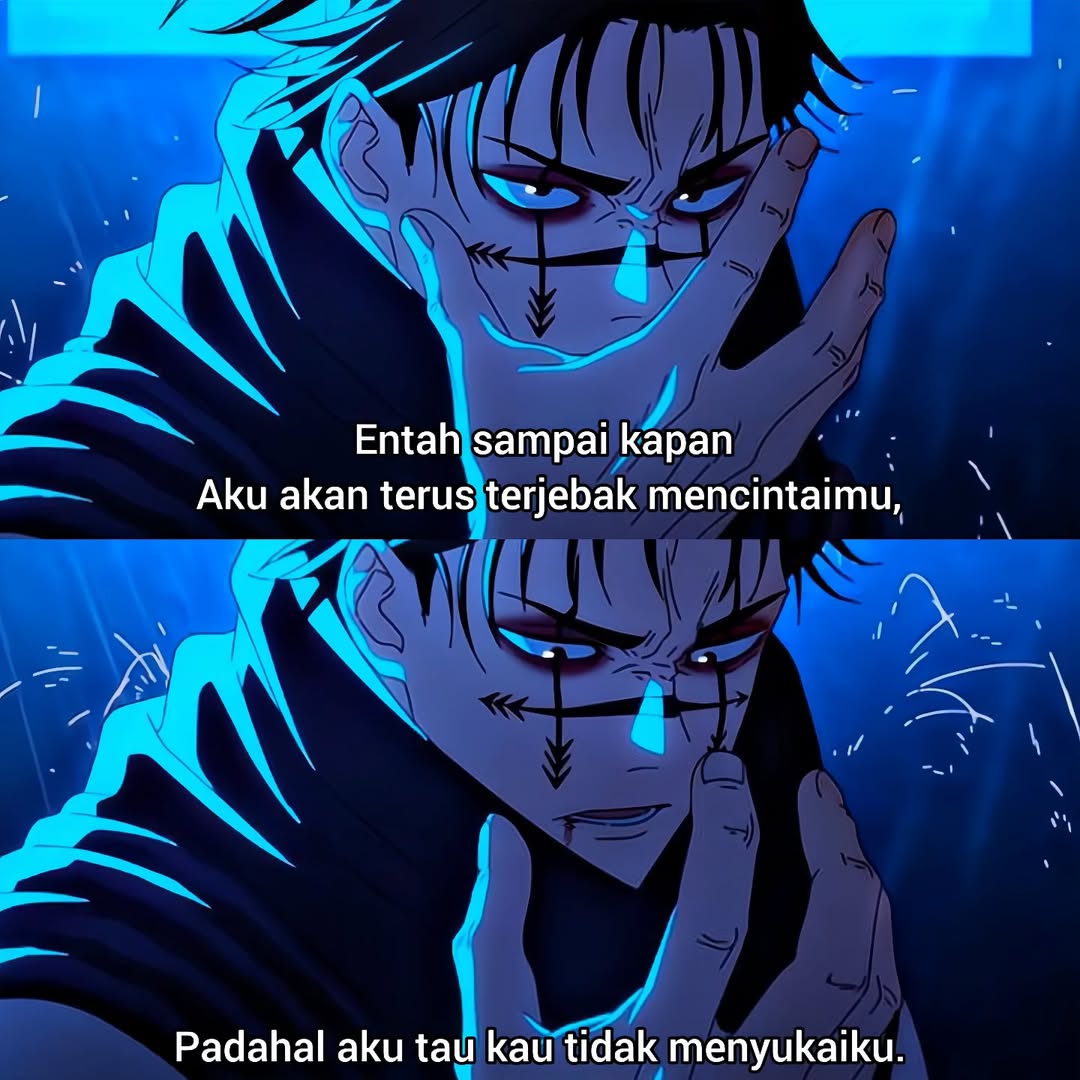 Entah sampai kapan
Aku akan terus terjebak mencintaimu,
Padahal aku tau kau tidak menyukaiku.